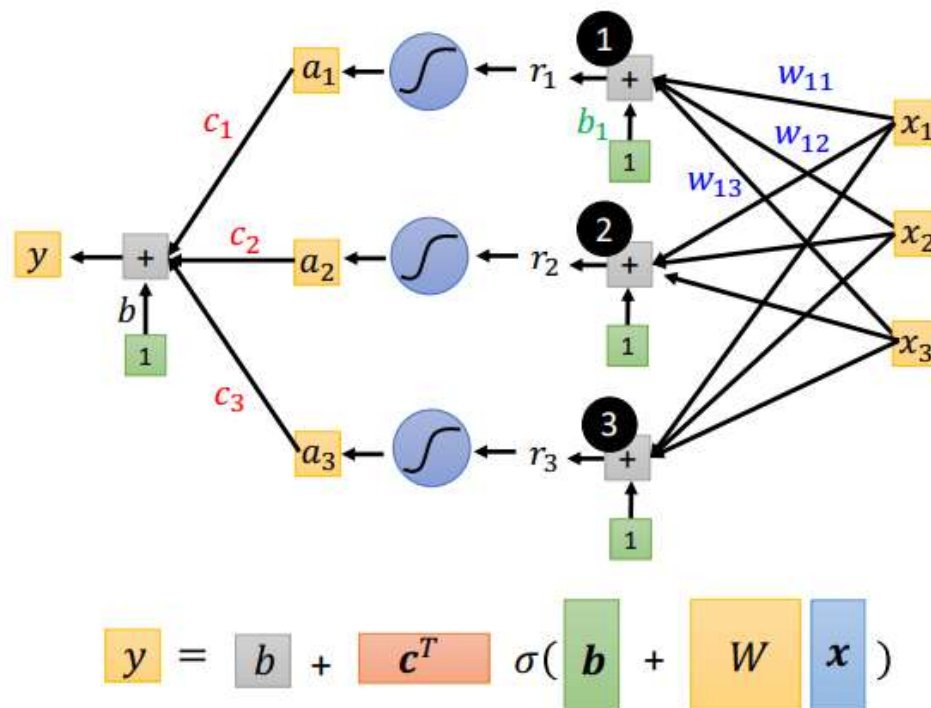 1
a₁ r₁ + w₁₁
c₁ b₁ x₁
1 w₁₂
w₁₃
2
y + c₂ a₂ r₂ + x₂
b
1 1 x₃
c₃
3
a₃ r₃ +
1
y = b + 𝒄ᵀ σ( 𝒃 + W 𝒙 )